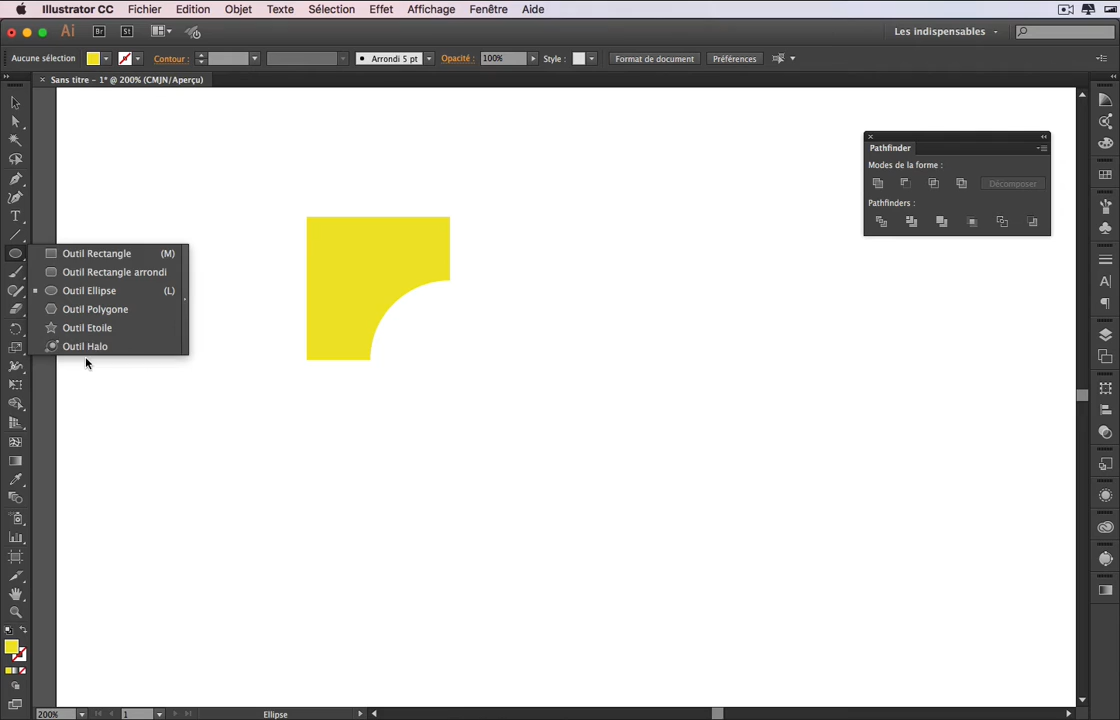 Illustrator CC Fichier Edition Objet Texte Sélection Effet Affichage Fenêtre Aide
Ai Br St Les indispensables
Aucune sélection Contour : Arrondi 5 pt Opacité : 100% Style : Format de document Préférences
× Sans titre - 1* @ 200% (CMJN/Aperçu)
Pathfinder
Modes de la forme :
Décomposer
Pathfinders :
Outil Rectangle (M)
Outil Rectangle arrondi
Outil Ellipse (L)
Outil Polygone
Outil Etoile
Outil Halo
200% 1 Ellipse